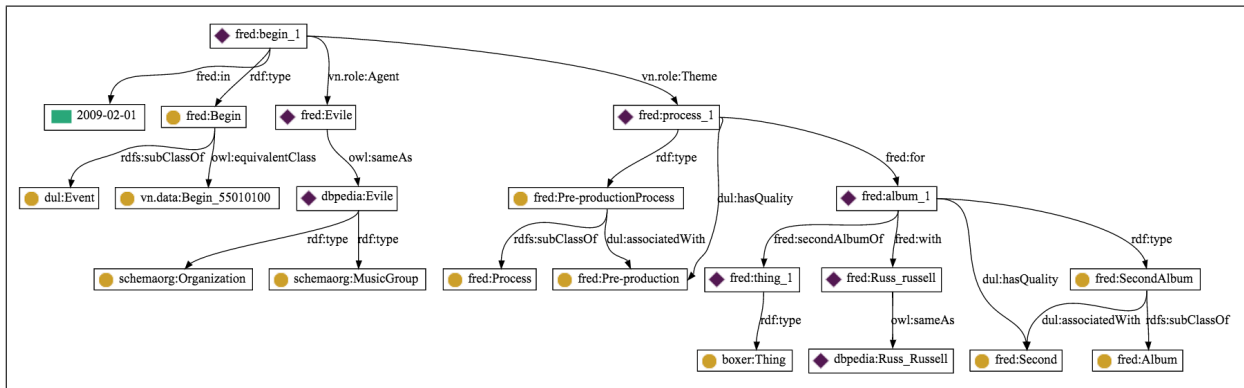 fred:begin_1
fred:in
rdf:type
vn.role:Agent
vn.role:Theme
2009-02-01
fred:Begin
fred:Evile
fred:process_1
rdfs:subClassOf
owl:equivalentClass
owl:sameAs
rdf:type
fred:for
dul:Event
vn.data:Begin_55010100
dbpedia:Evile
fred:Pre-productionProcess
dul:hasQuality
fred:album_1
rdf:type
rdf:type
rdfs:subClassOf
dul:associatedWith
fred:secondAlbumOf
fred:with
rdf:type
schemaorg:Organization
schemaorg:MusicGroup
fred:Process
fred:Pre-production
fred:thing_1
fred:Russ_russell
dul:hasQuality
fred:SecondAlbum
rdf:type
owl:sameAs
dul:associatedWith
rdfs:subClassOf
boxer:Thing
dbpedia:Russ_Russell
fred:Second
fred:Album